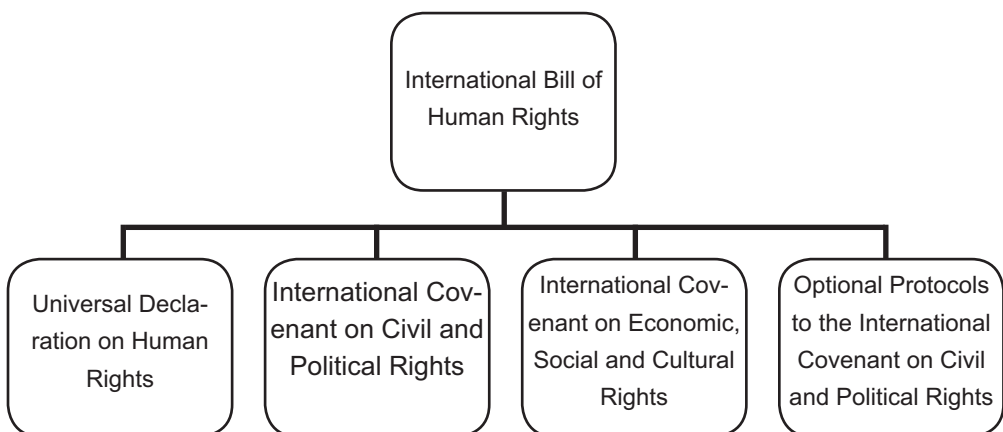 International Bill of
Human Rights
Universal Decla-
ration on Human
Rights
International Cov-
enant on Civil and
Political Rights
International Cov-
enant on Economic,
Social and Cultural
Rights
Optional Protocols
to the International
Covenant on Civil
and Political Rights